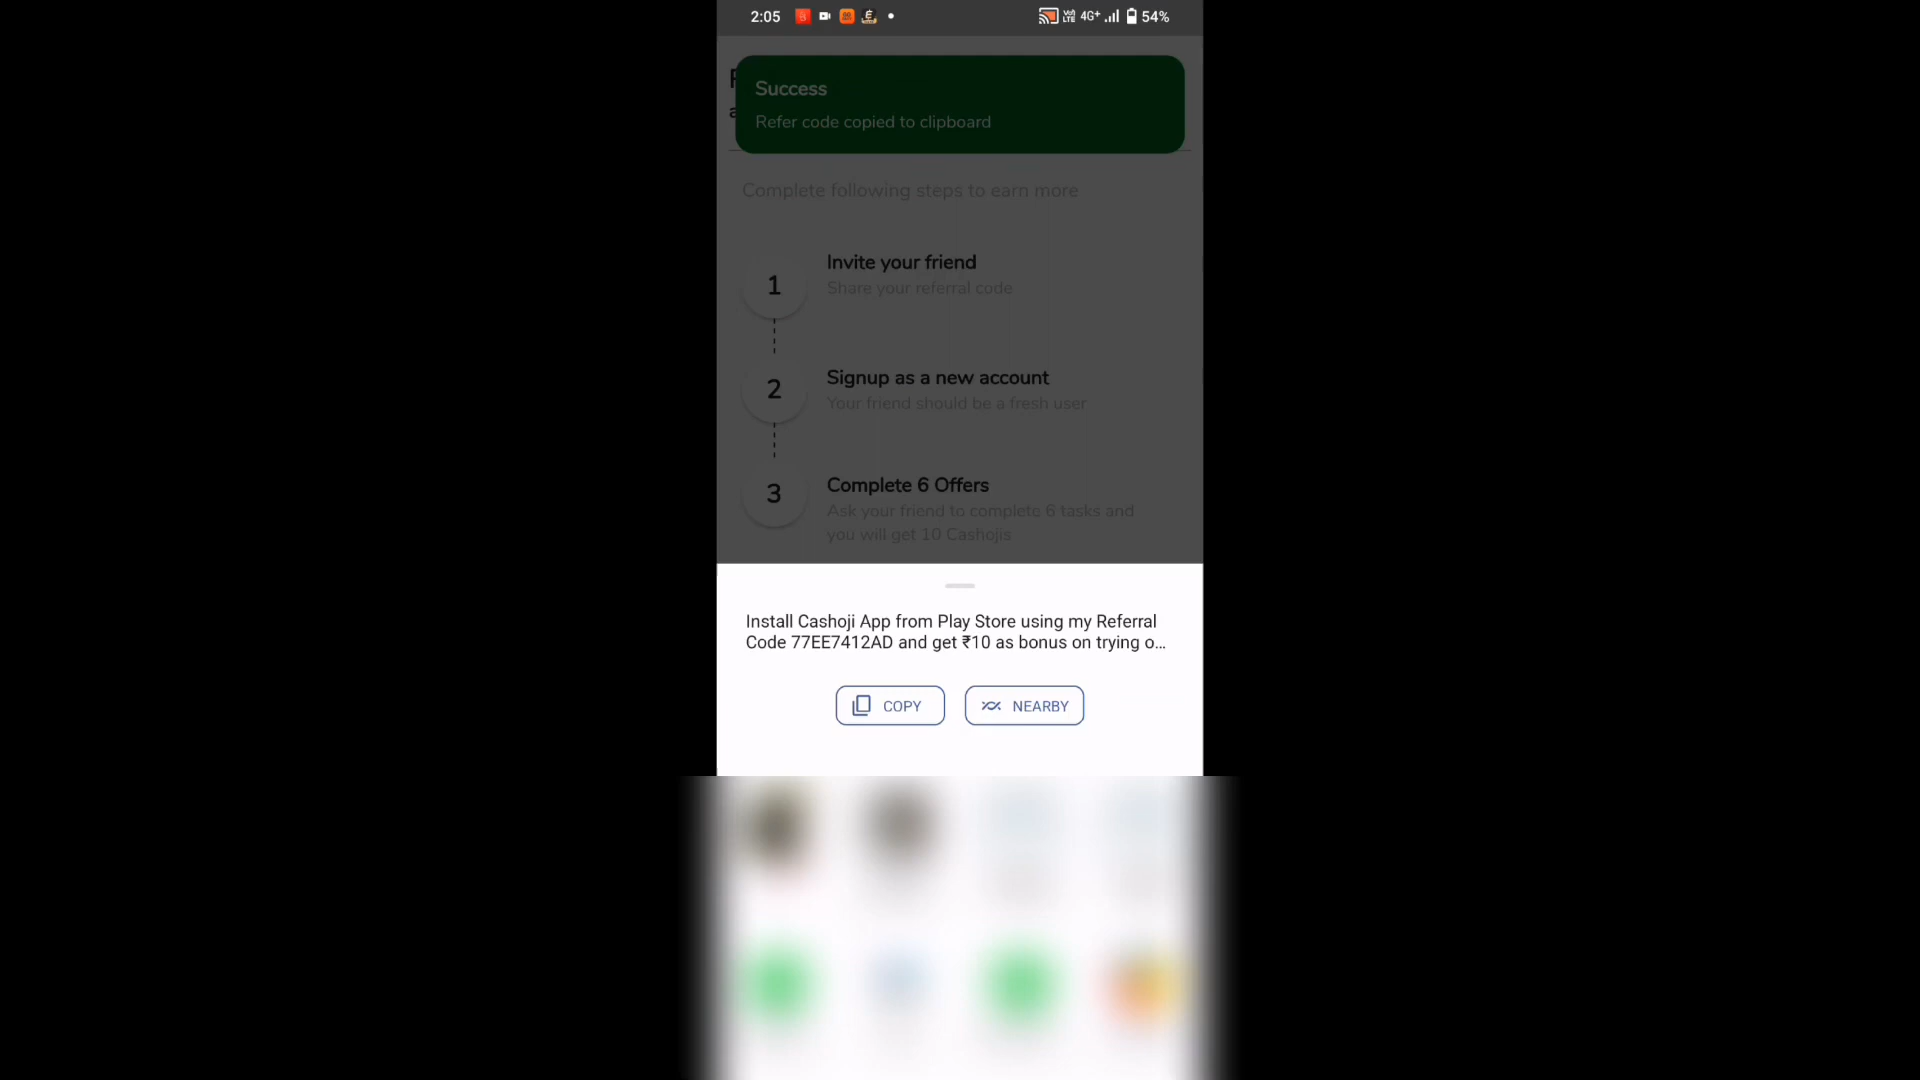 2:05
4G+ 54%
Success
Refer code copied to clipboard
Complete following steps to earn more
1
Invite your friend
Share your referral code
2
Signup as a new account
Your friend should be a fresh user
3
Complete 6 Offers
Ask your friend to complete 6 tasks and
you will get 10 Cashojis
Install Cashoji App from Play Store using my Referral
Code 77EE7412AD and get ₹10 as bonus on trying o...
COPY
NEARBY